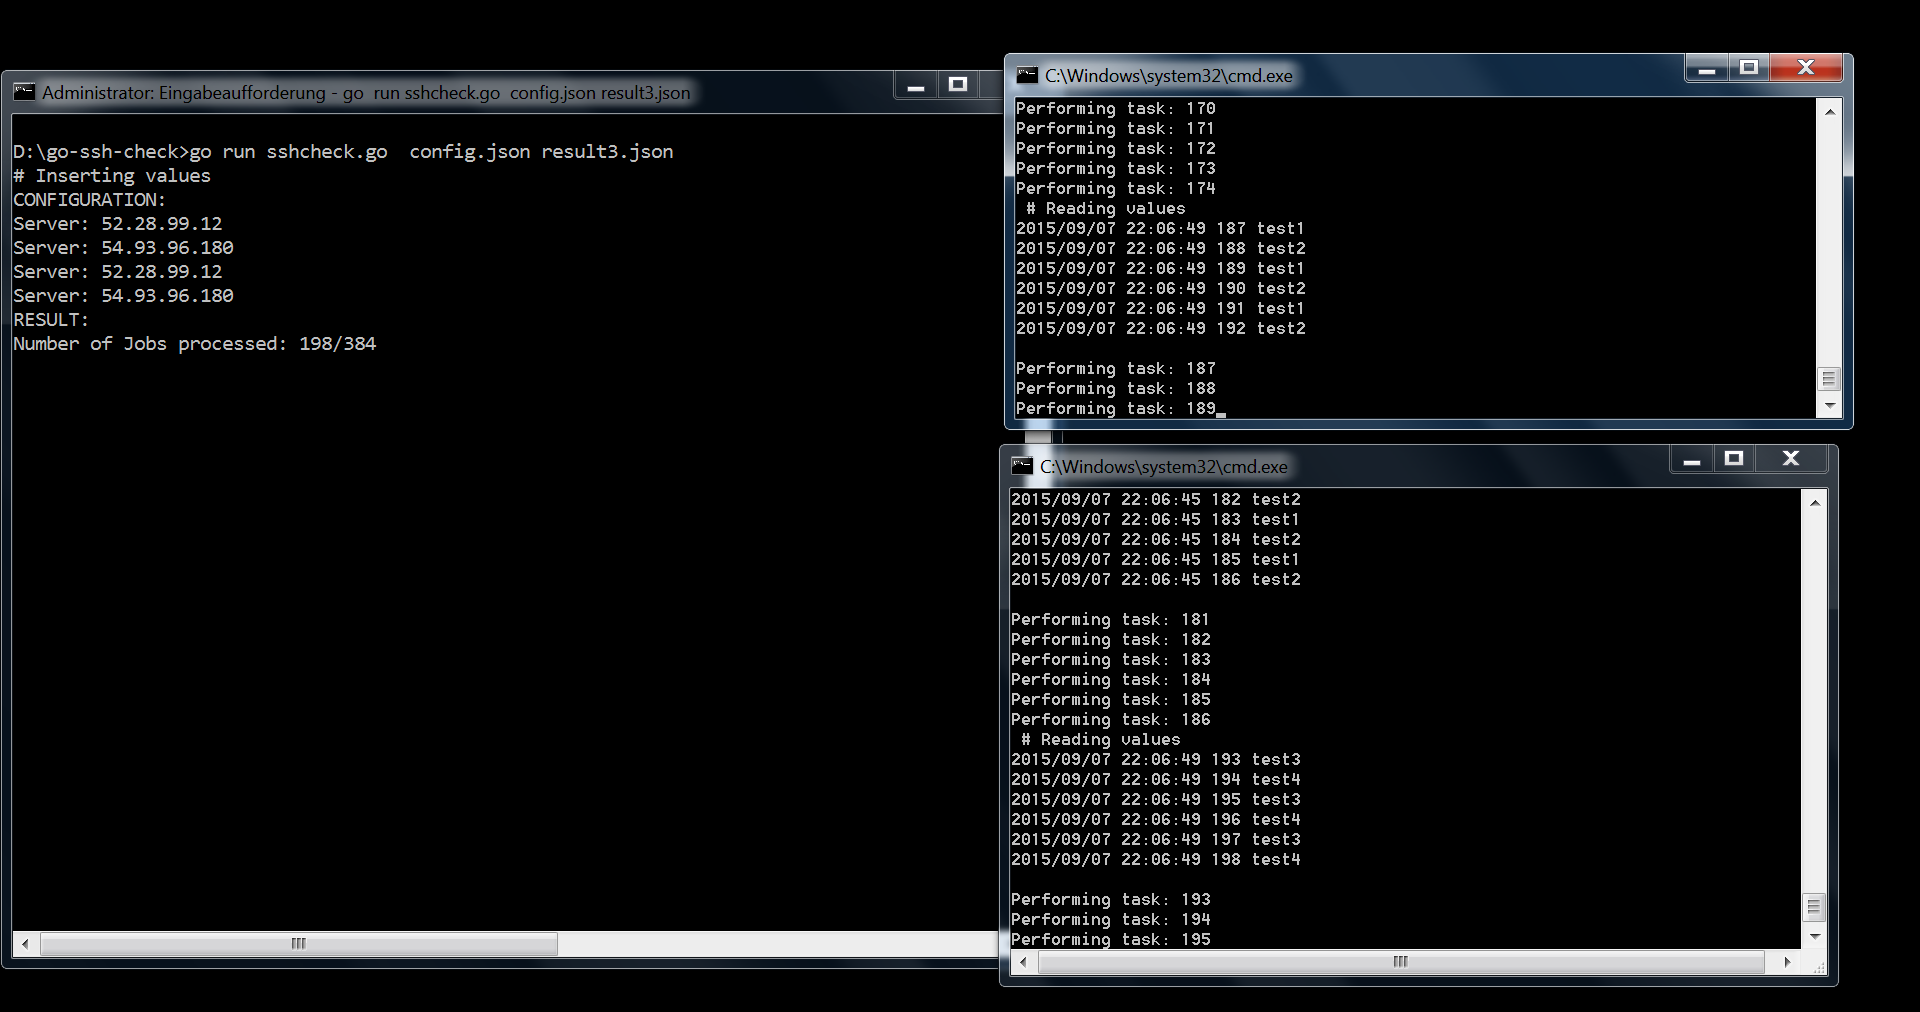 Administrator: Eingabeaufforderung - go  run sshcheck.go  config.json result3.json
D:\go-ssh-check>go run sshcheck.go  config.json result3.json
# Inserting values
CONFIGURATION:
Server: 52.28.99.12
Server: 54.93.96.180
Server: 52.28.99.12
Server: 54.93.96.180
RESULT:
Number of Jobs processed: 198/384
C:\Windows\system32\cmd.exe
Performing task: 170
Performing task: 171
Performing task: 172
Performing task: 173
Performing task: 174
# Reading values
2015/09/07 22:06:49 187 test1
2015/09/07 22:06:49 188 test2
2015/09/07 22:06:49 189 test1
2015/09/07 22:06:49 190 test2
2015/09/07 22:06:49 191 test1
2015/09/07 22:06:49 192 test2
Performing task: 187
Performing task: 188
Performing task: 189
C:\Windows\system32\cmd.exe
2015/09/07 22:06:45 182 test2
2015/09/07 22:06:45 183 test1
2015/09/07 22:06:45 184 test2
2015/09/07 22:06:45 185 test1
2015/09/07 22:06:45 186 test2
Performing task: 181
Performing task: 182
Performing task: 183
Performing task: 184
Performing task: 185
Performing task: 186
# Reading values
2015/09/07 22:06:49 193 test3
2015/09/07 22:06:49 194 test4
2015/09/07 22:06:49 195 test3
2015/09/07 22:06:49 196 test4
2015/09/07 22:06:49 197 test3
2015/09/07 22:06:49 198 test4
Performing task: 193
Performing task: 194
Performing task: 195